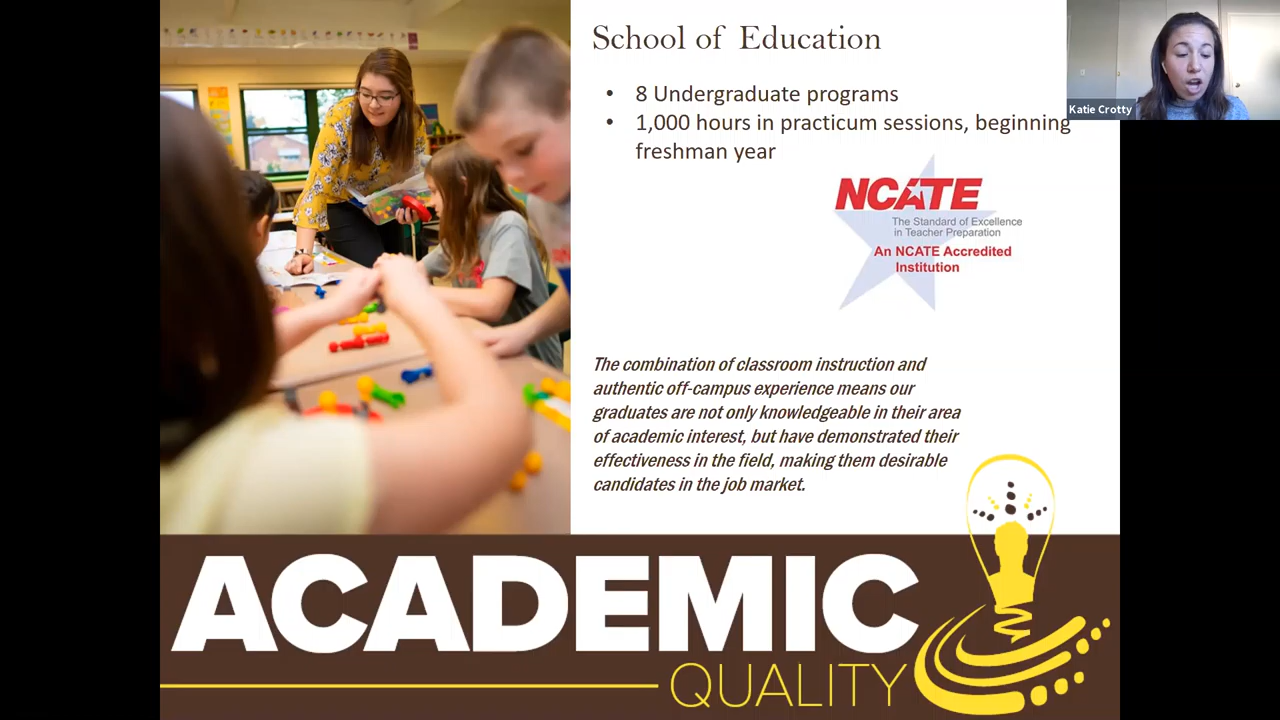 School of Education
• 8 Undergraduate programs
• 1,000 hours in practicum sessions, beginning
freshman year
Katie Crotty
NCATE
The Standard of Excellence
in Teacher Preparation
An NCATE Accredited
Institution
The combination of classroom instruction and
authentic off-campus experience means our
graduates are not only knowledgeable in their area
of academic interest, but have demonstrated their
effectiveness in the field, making them desirable
candidates in the job market.
ACADEMIC
QUALITY